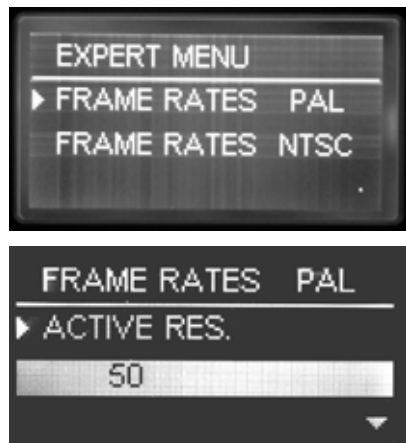 EXPERT MENU
FRAME RATES PAL
FRAME RATES NTSC
FRAME RATES PAL
ACTIVE RES.
50